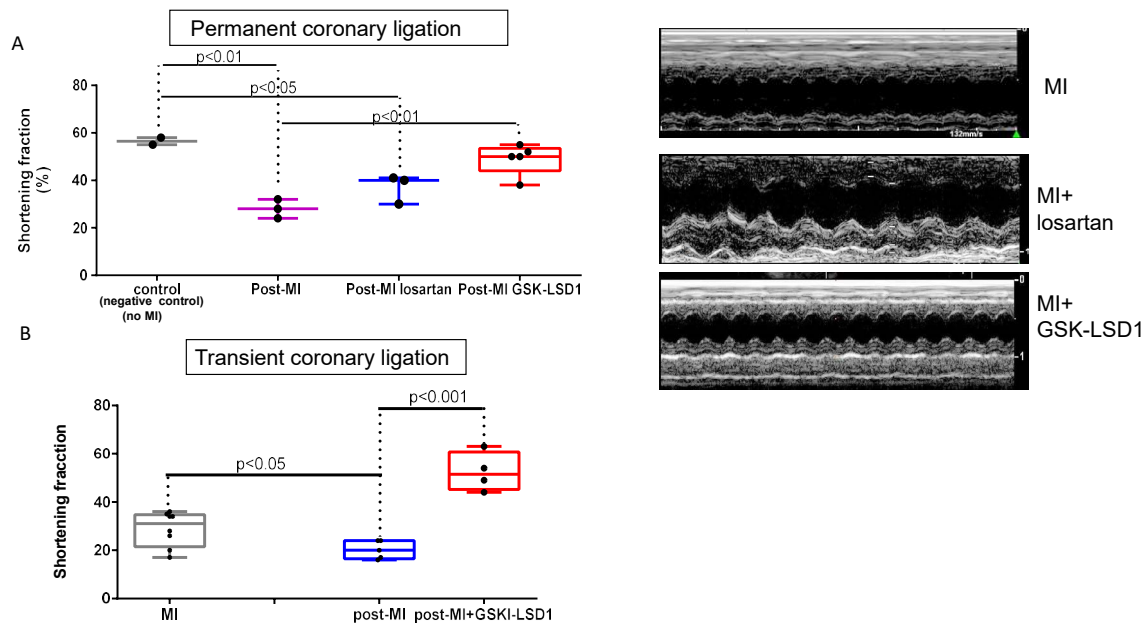 A
Permanent coronary ligation
p<0.01
p<0.05
p<0.01
Shortening fraction
(%)
80
60
40
20
0
control
(negative control)
(no MI)
Post-MI
Post-MI losartan
Post-MI GSK-LSD1
B
Transient coronary ligation
p<0.001
p<0.05
Shortening fracction
80
60
40
20
0
MI
post-MI
post-MI+GSKI-LSD1
132mm/s
MI
MI+
losartan
0
1
MI+
GSK-LSD1